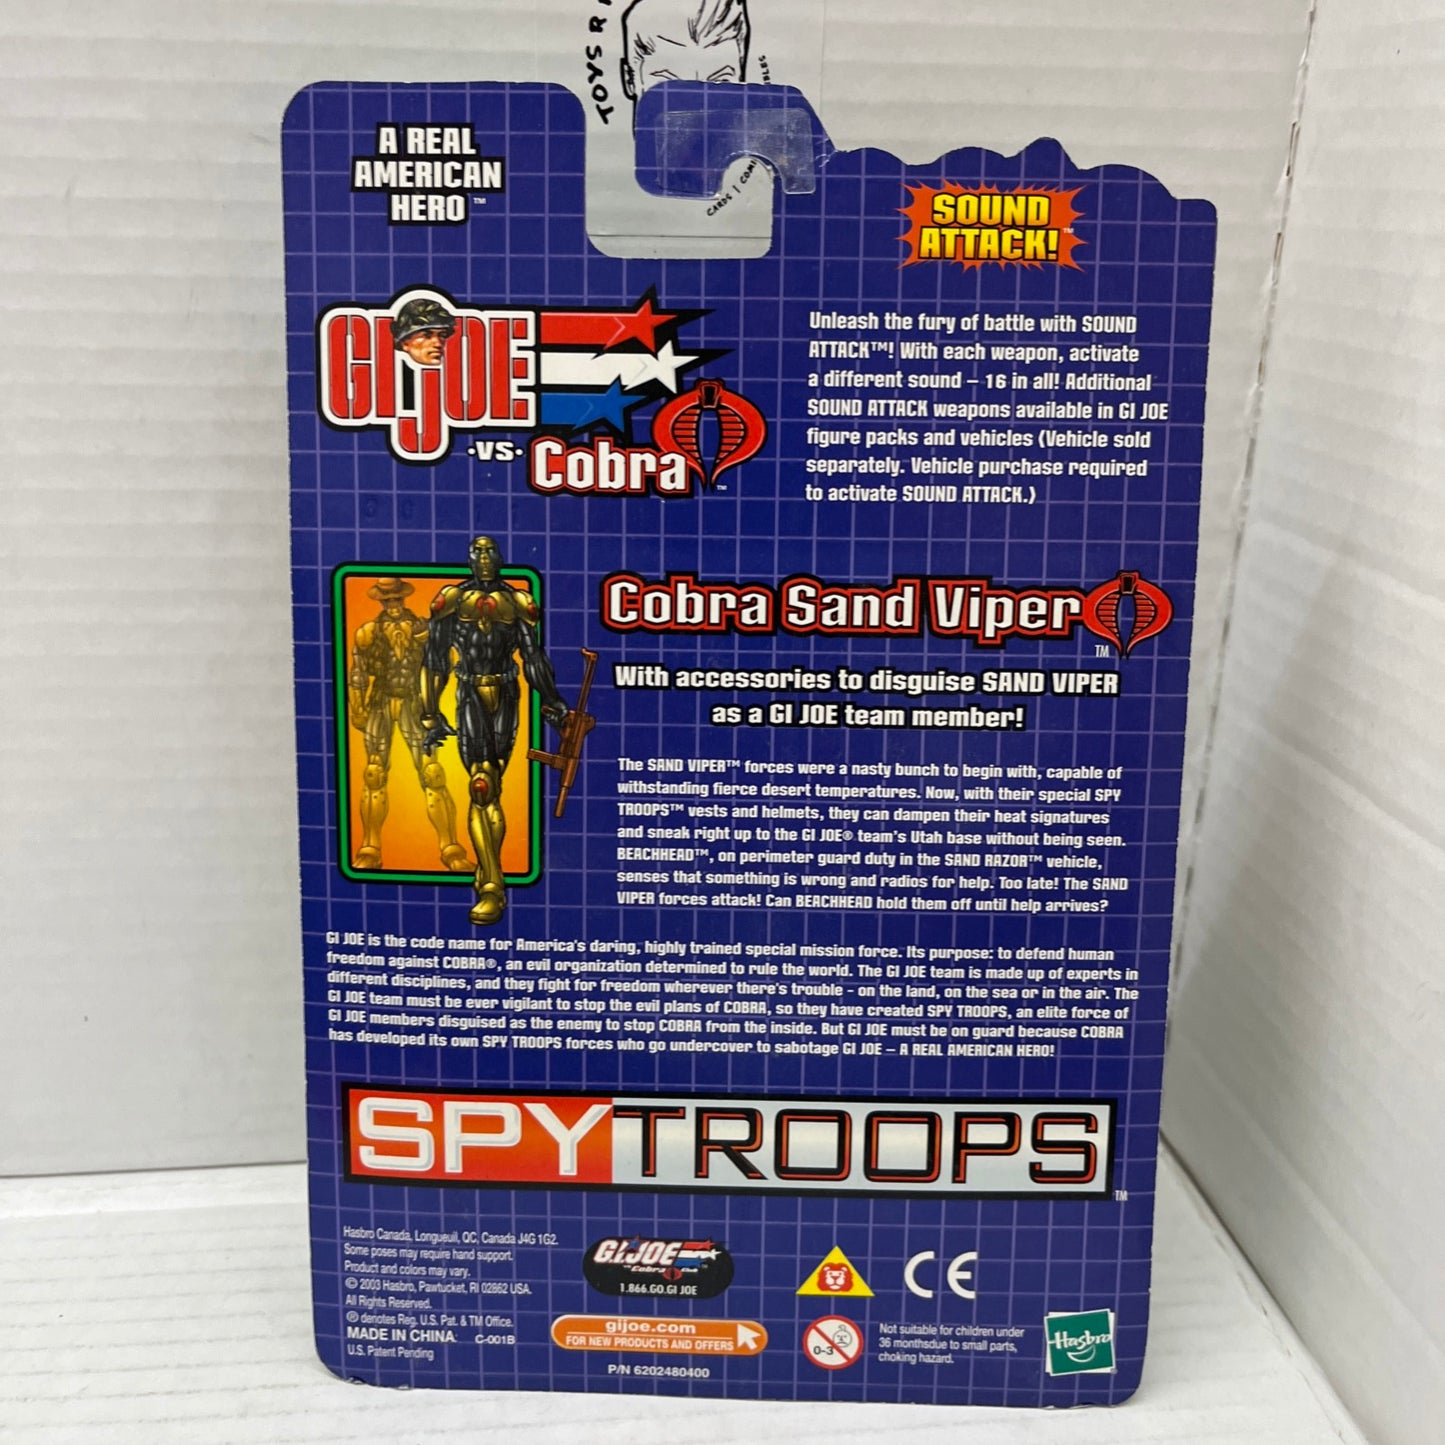 TOYS R
CARDS / COMI
A REAL
AMERICAN
HERO™
SOUND
ATTACK!™
GI JOE
·VS· Cobra™
Unleash the fury of battle with SOUND
ATTACK™! With each weapon, activate
a different sound – 16 in all! Additional
SOUND ATTACK weapons available in GI JOE
figure packs and vehicles (Vehicle sold
separately. Vehicle purchase required
to activate SOUND ATTACK.)
Cobra Sand Viper™
With accessories to disguise SAND VIPER
as a GI JOE team member!
The SAND VIPER™ forces were a nasty bunch to begin with, capable of
withstanding fierce desert temperatures. Now, with their special SPY
TROOPS™ vests and helmets, they can dampen their heat signatures
and sneak right up to the GI JOE® team's Utah base without being seen.
BEACHHEAD™, on perimeter guard duty in the SAND RAZOR™ vehicle,
senses that something is wrong and radios for help. Too late! The SAND
VIPER forces attack! Can BEACHHEAD hold them off until help arrives?
GI JOE is the code name for America's daring, highly trained special mission force. Its purpose: to defend human
freedom against COBRA®, an evil organization determined to rule the world. The GI JOE team is made up of experts in
different disciplines, and they fight for freedom wherever there's trouble - on the land, on the sea or in the air. The
GI JOE team must be ever vigilant to stop the evil plans of COBRA, so they have created SPY TROOPS, an elite force of
GI JOE members disguised as the enemy to stop COBRA from the inside. But GI JOE must be on guard because COBRA
has developed its own SPY TROOPS forces who go undercover to sabotage GI JOE – A REAL AMERICAN HERO!
SPYTROOPS™
Hasbro Canada, Longueuil, QC, Canada J4G 1G2.
Some poses may require hand support.
Product and colors may vary.
© 2003 Hasbro, Pawtucket, RI 02862 USA.
All Rights Reserved.
® denotes Reg. U.S. Pat. & TM Office.
MADE IN CHINA. C-001B
U.S. Patent Pending
GI JOE
vs Cobra Club
1.866.GO.GI JOE
gijoe.com
FOR NEW PRODUCTS AND OFFERS
P/N 6202480400
CE
0-3
Not suitable for children under
36 monthsdue to small parts,
choking hazard.
Hasbro